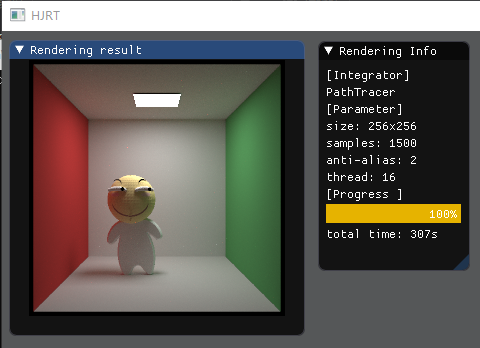 HJRT
▼ Rendering result
▼ Rendering Info
[Integrator]
PathTracer
[Parameter]
size: 256x256
samples: 1500
anti-alias: 2
thread: 16
[Progress ]
100%
total time: 307s